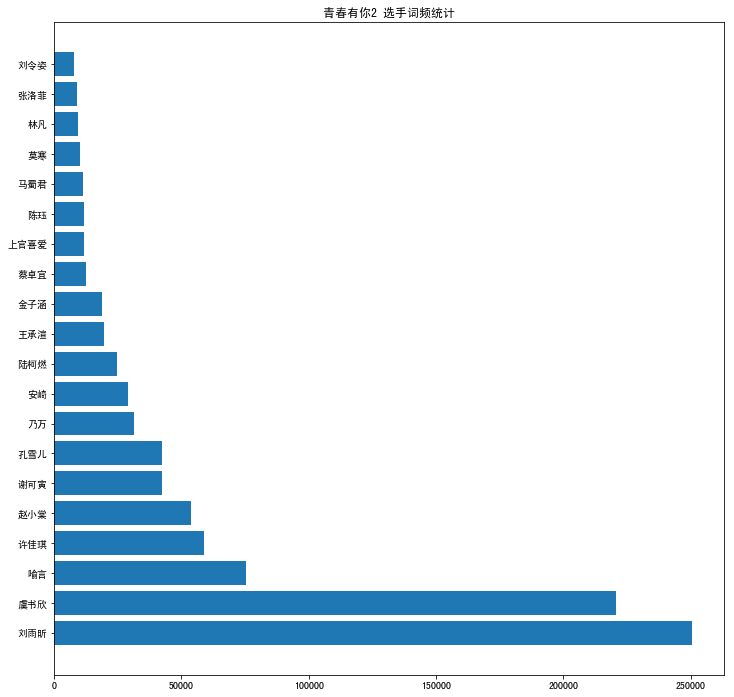 青春有你2 选手词频统计
刘令姿
张洛菲
林凡
莫寒
马蜀君
陈珏
上官喜爱
蔡卓宜
金子涵
王承渲
陆柯燃
安崎
乃万
孔雪儿
谢可寅
赵小棠
许佳琪
喻言
虞书欣
刘雨昕
0 50000 100000 150000 200000 250000